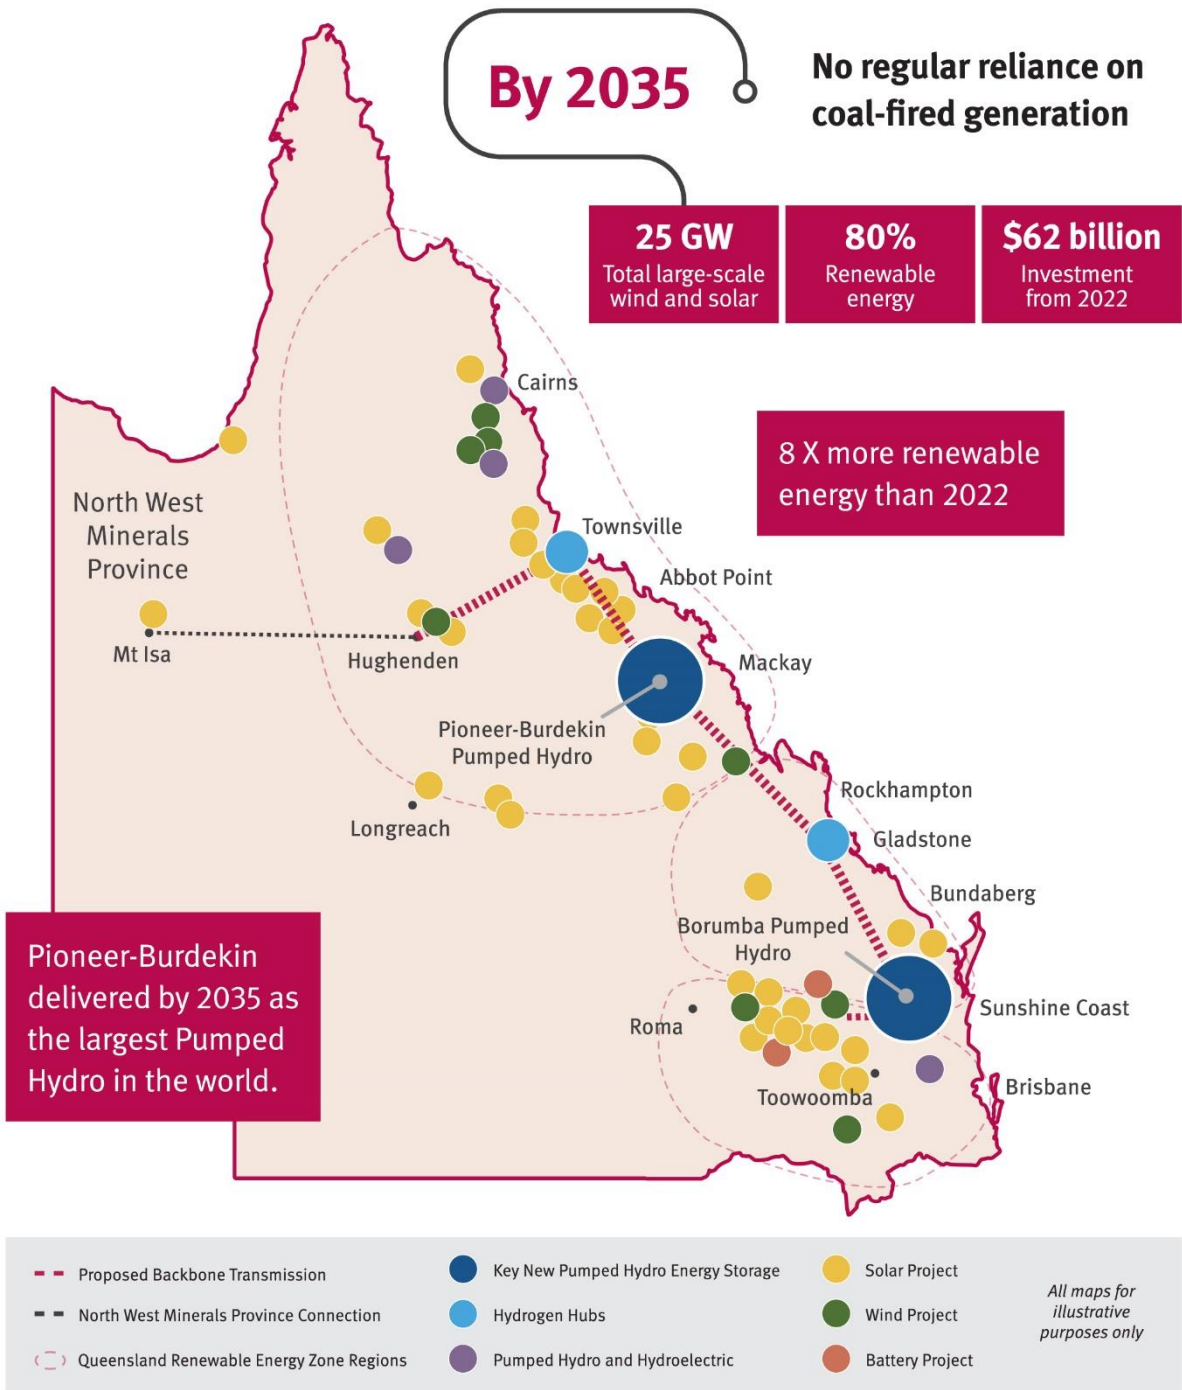 By 2035
No regular reliance on
coal-fired generation
25 GW
Total large-scale
wind and solar
80%
Renewable
energy
$62 billion
Investment
from 2022
Cairns
8 X more renewable
energy than 2022
North West
Minerals
Province
Townsville
Abbot Point
Mt Isa
Hughenden
Mackay
Pioneer-Burdekin
Pumped Hydro
Rockhampton
Longreach
Gladstone
Bundaberg
Borumba Pumped
Hydro
Pioneer-Burdekin
delivered by 2035 as
the largest Pumped
Hydro in the world.
Roma
Sunshine Coast
Toowoomba
Brisbane
Proposed Backbone Transmission
North West Minerals Province Connection
Queensland Renewable Energy Zone Regions
Key New Pumped Hydro Energy Storage
Hydrogen Hubs
Pumped Hydro and Hydroelectric
Solar Project
Wind Project
Battery Project
All maps for
illustrative
purposes only